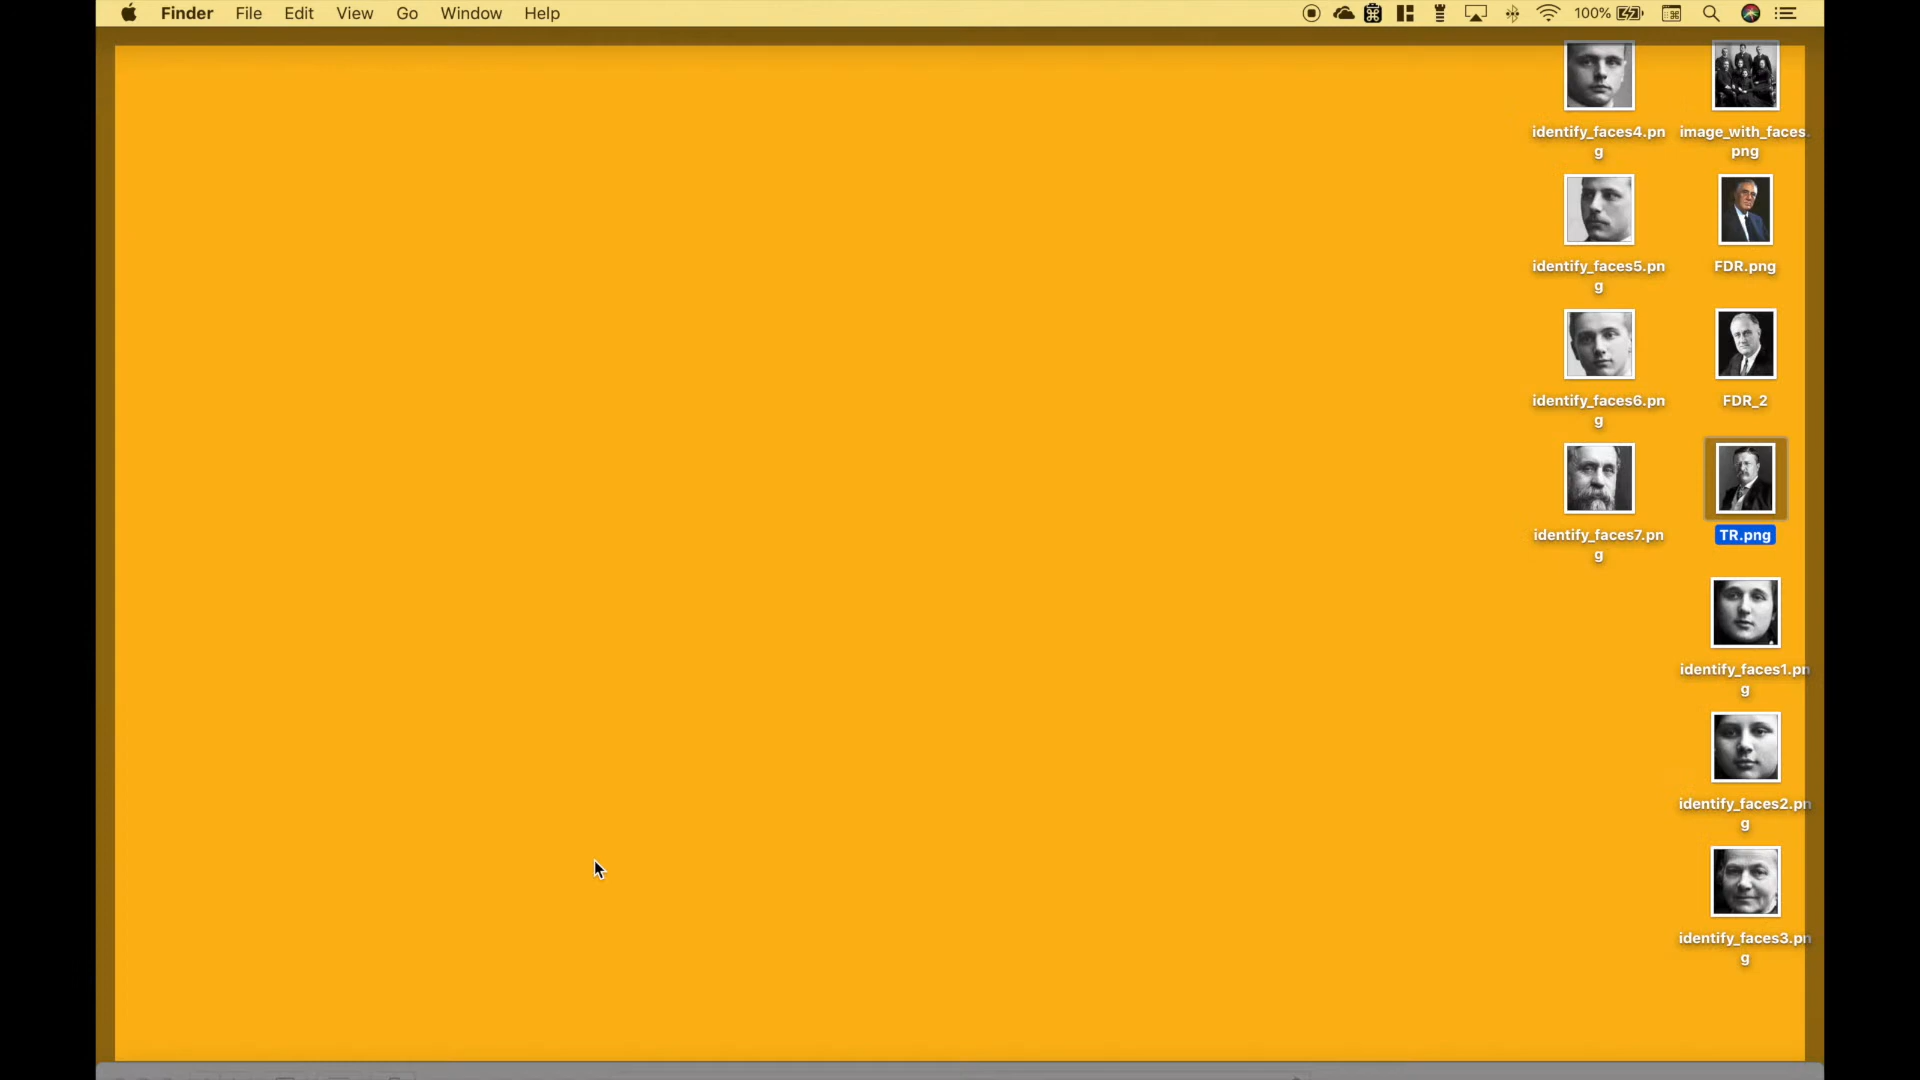 Finder File Edit View Go Window Help 100%
identify_faces4.pn
g
image_with_faces.
png
identify_faces5.pn
g
FDR.png
identify_faces6.pn
g
FDR_2
identify_faces7.pn
g
TR.png
identify_faces1.pn
g
identify_faces2.pn
g
identify_faces3.pn
g